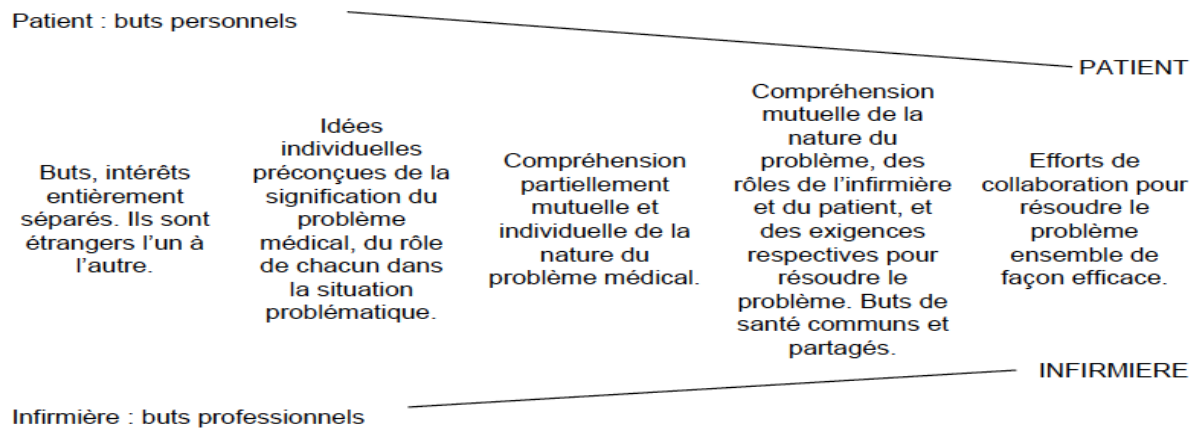 Patient : buts personnels
PATIENT
Buts, intérêts
entièrement
séparés. Ils sont
étrangers l’un à
l’autre.
Idées
individuelles
préconçues de la
signification du
problème
médical, du rôle
de chacun dans
la situation
problématique.
Compréhension
partiellement
mutuelle et
individuelle de la
nature du
problème médical.
Compréhension
mutuelle de la
nature du
problème, des
rôles de l’infirmière
et du patient, et
des exigences
respectives pour
résoudre le
problème. Buts de
santé communs et
partagés.
Efforts de
collaboration pour
résoudre le
problème
ensemble de
façon efficace.
INFIRMIERE
Infirmière : buts professionnels